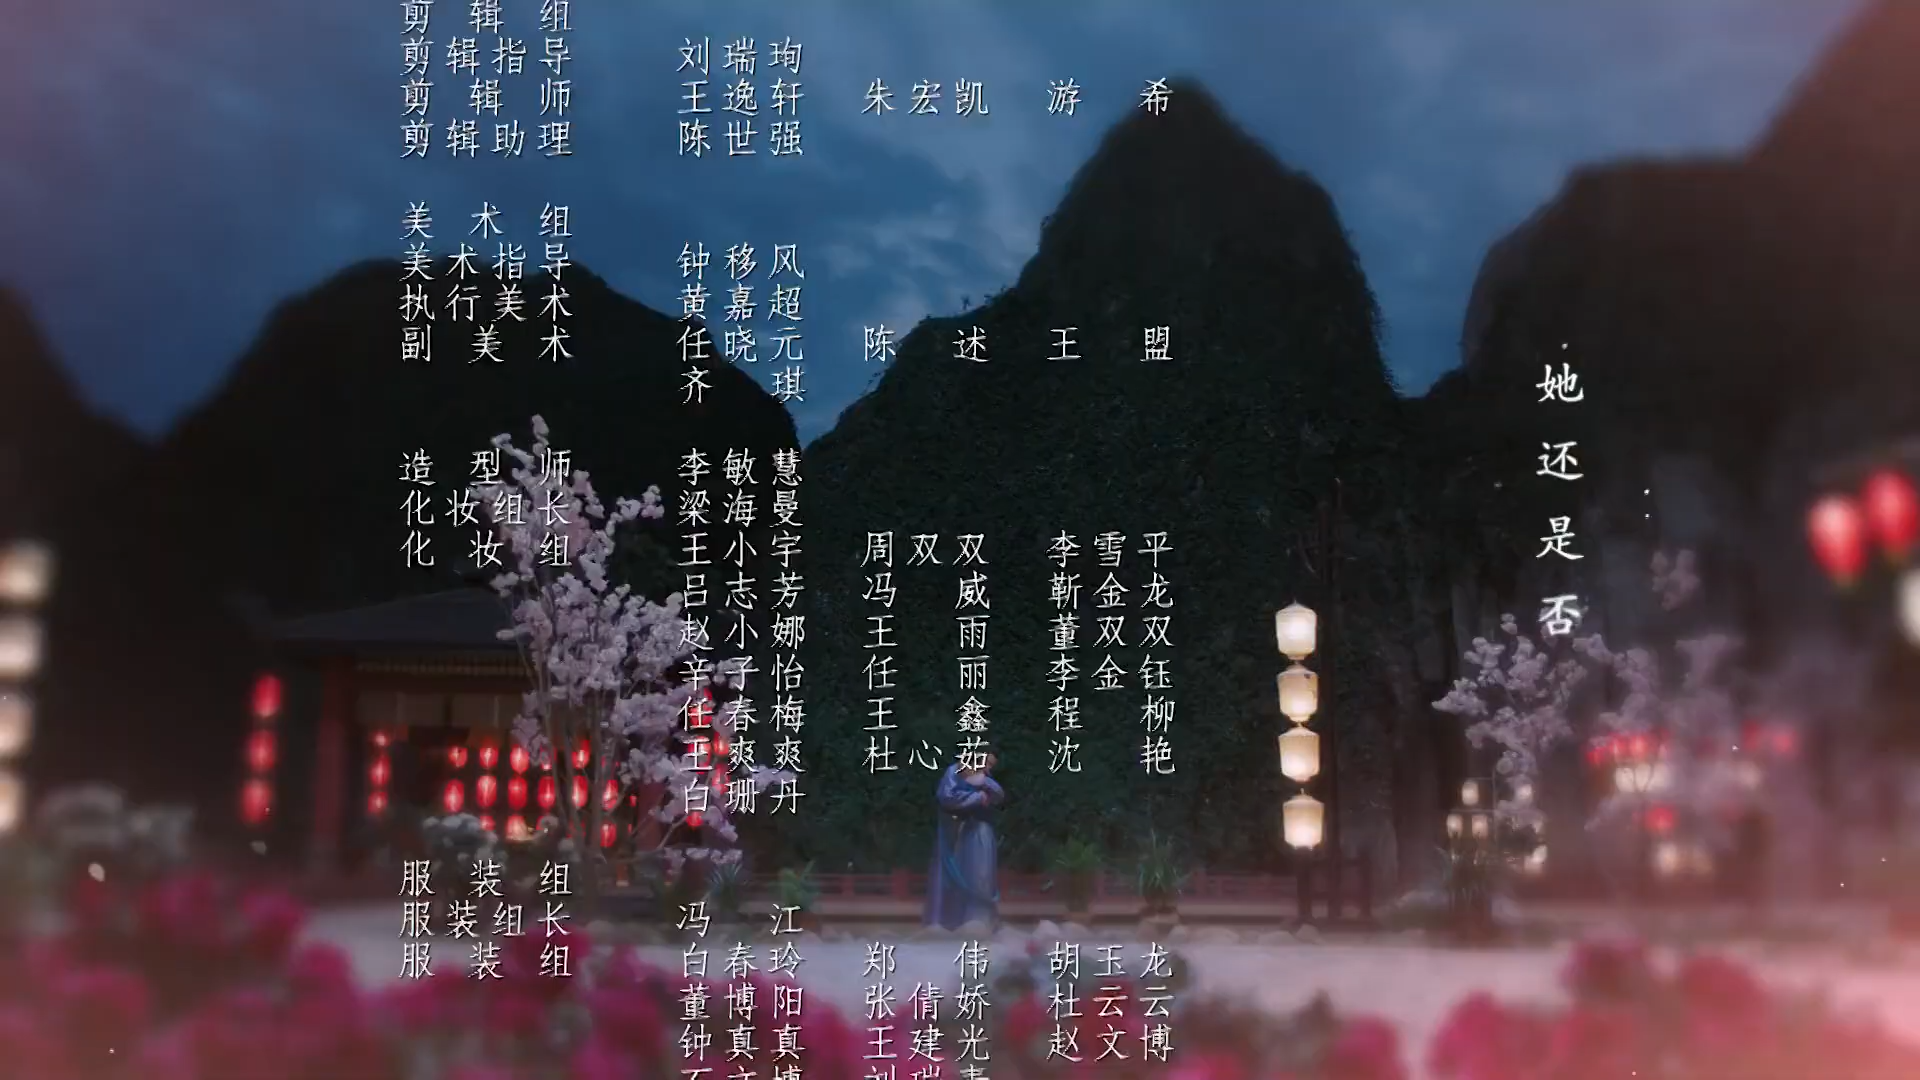 剪辑组
剪辑指导 刘瑞珣
剪辑师 王逸轩 朱宏凯 游希
剪辑助理 陈世强
美术组
美术指导 钟移风
执行美术 黄嘉超
副美术 任晓元 陈述 王盟
齐琪
造型师 李敏慧
化妆组长 梁海曼
化妆组 王小宇 周双双 李雪平
吕志芳 冯威 靳金龙
赵小娜 王雨 董双双
辛子怡 任丽 李金钰
任春梅 王鑫 程柳
王爽爽 杜心茹 沈艳
白珊丹
服装组
服装组长 冯江
服装组 白春玲 郑伟 胡玉龙
董博阳 张倩娇 杜云云
钟真真 王建光 赵文博
她还是否